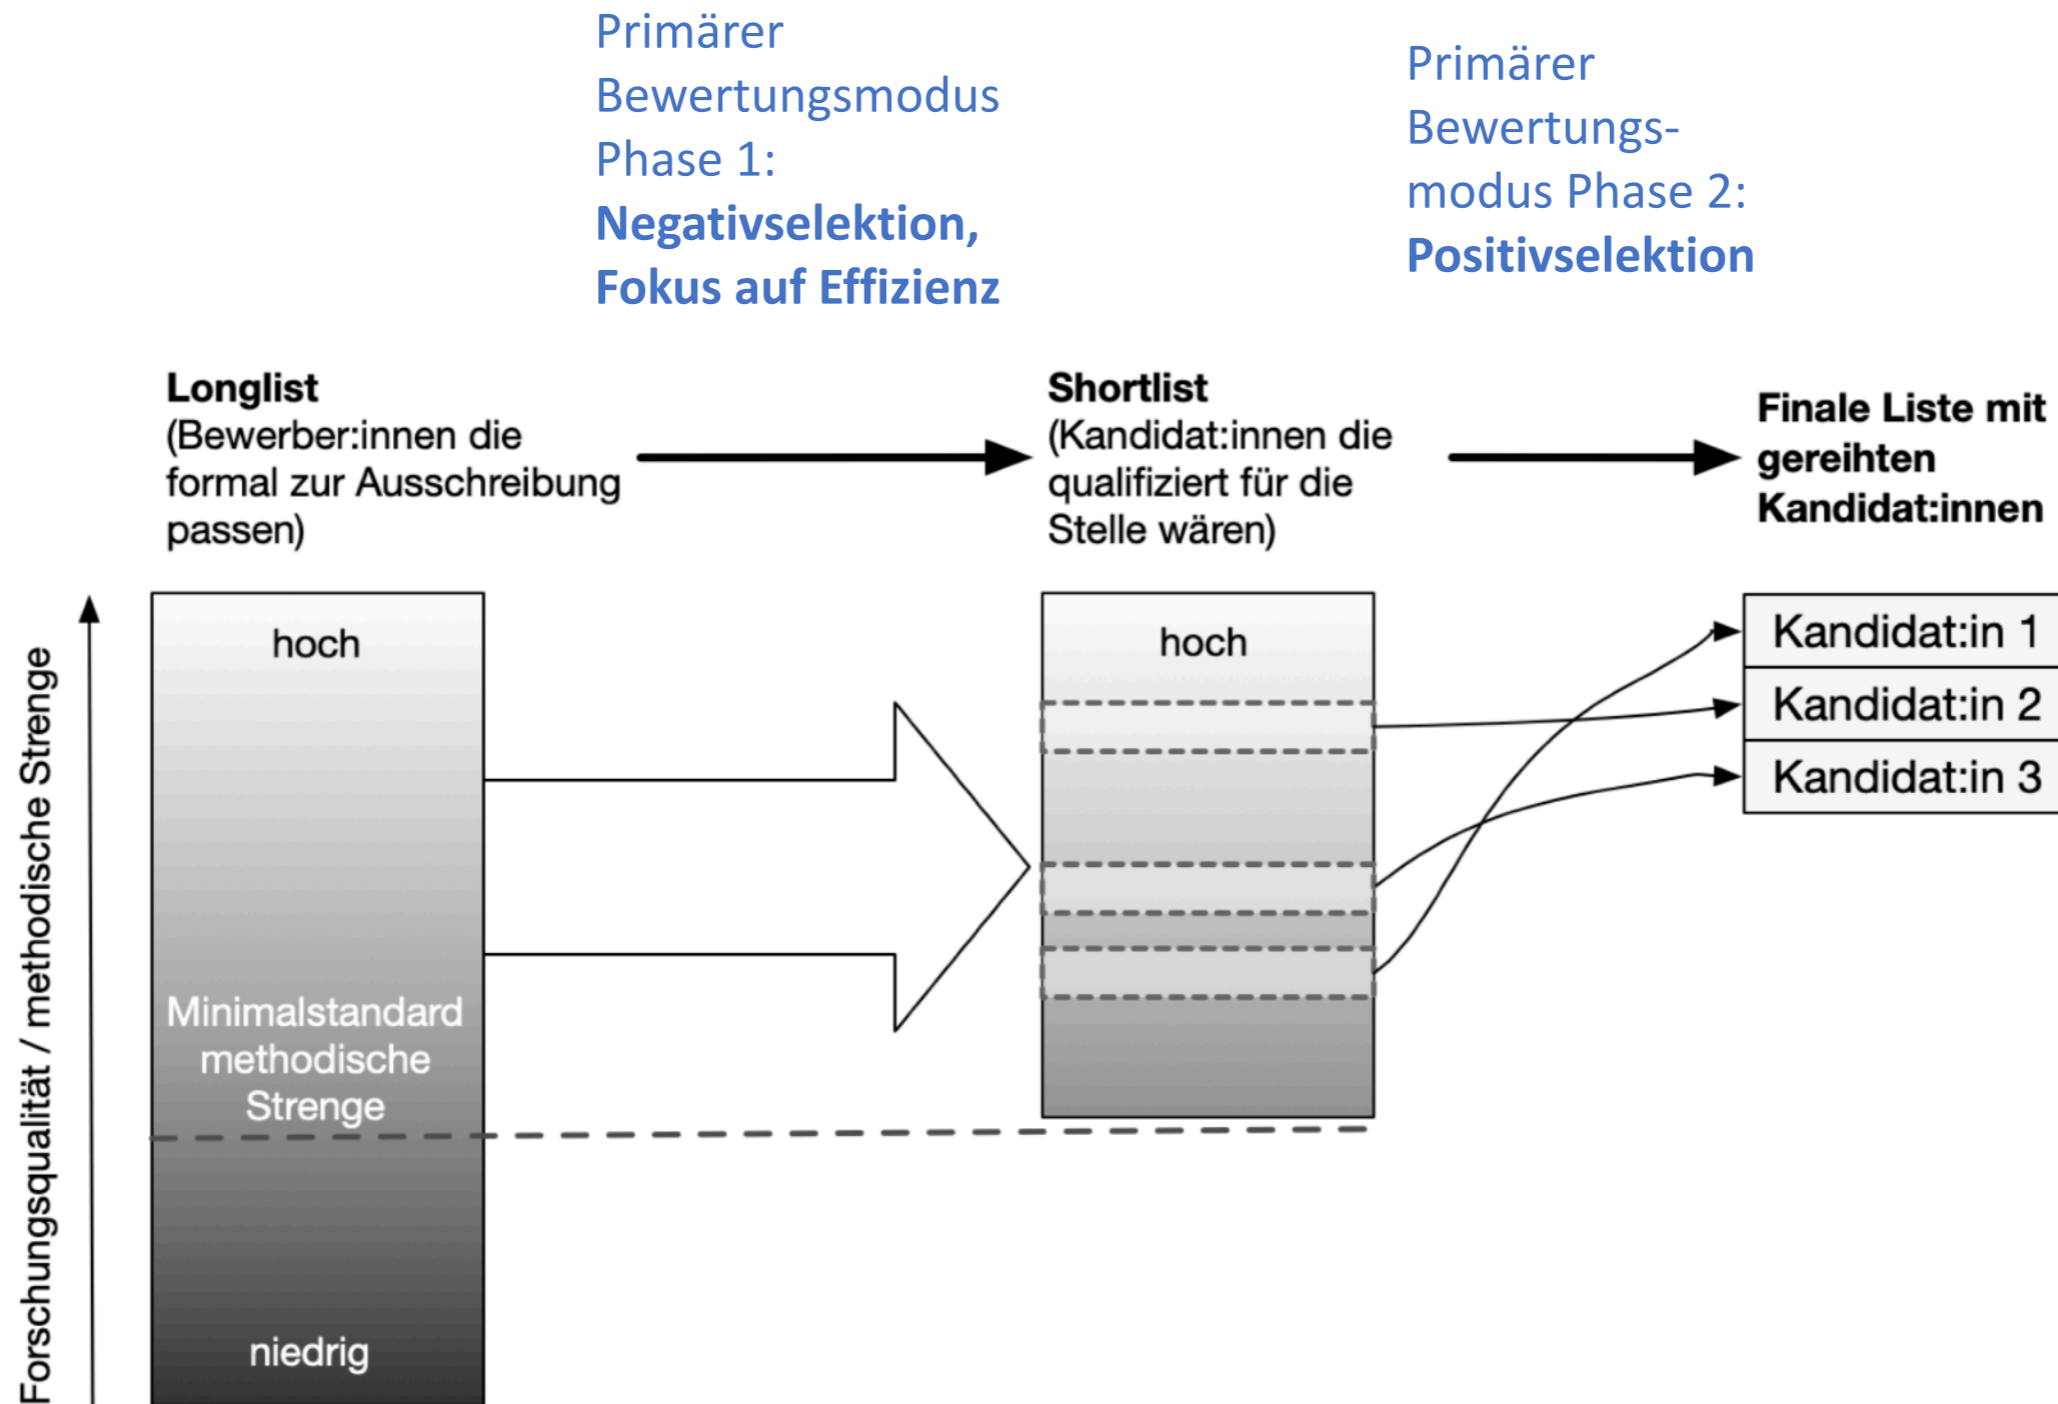 Primärer
Bewertungsmodus
Phase 1:
Negativselektion,
Fokus auf Effizienz
Primärer
Bewertungs-
modus Phase 2:
Positivselektion
Longlist
(Bewerber:innen die
formal zur Ausschreibung
passen)
Shortlist
(Kandidat:innen die
qualifiziert für die
Stelle wären)
Finale Liste mit
gereihten
Kandidat:innen
Forschungsqualität / methodische Strenge
hoch
Minimalstandard
methodische
Strenge
niedrig
hoch
Kandidat:in 1
Kandidat:in 2
Kandidat:in 3